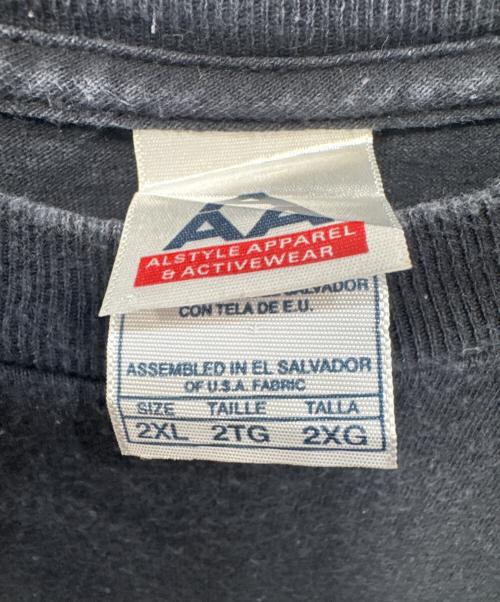 AA
ALSTYLE APPAREL
& ACTIVEWEAR
SALVADOR
CON TELA DE E.U.
ASSEMBLED IN EL SALVADOR
OF U.S.A. FABRIC
SIZE TAILLE TALLA
2XL 2TG 2XG